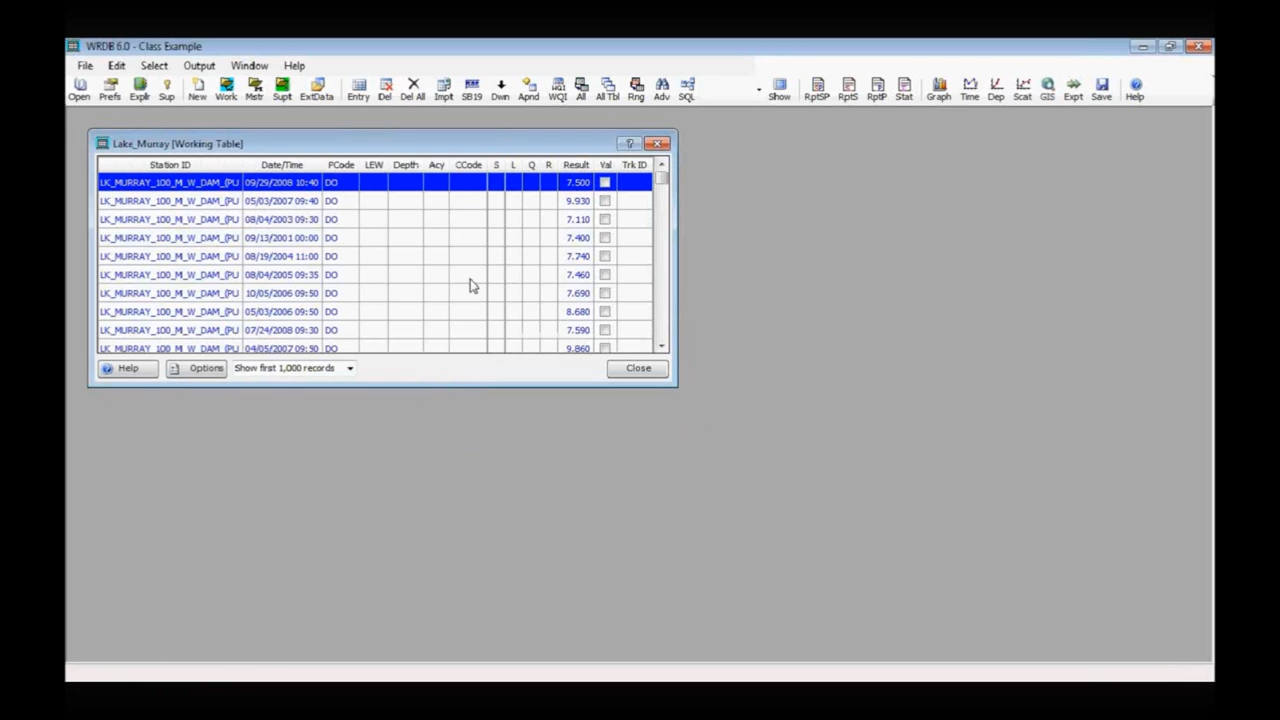 WRDB 6.0 - Class Example
File Edit Select Output Window Help
Open Prefs Explr Sup New Work Mstr Supt ExtData Entry Del Del All Impt SB19 Dwn Apnd WQI All All Tbl Rng Adv SQL Show RptSP RptS RptP Stat Graph Time Dep Scat GIS Expt Save Help
Lake_Murray [Working Table]
Station ID Date/Time PCode LEW Depth Acy CCode S L Q R Result Val Trk ID
LK_MURRAY_100_M_W_DAM_(PU 09/29/2008 10:40 DO 7.500
LK_MURRAY_100_M_W_DAM_(PU 05/03/2007 09:40 DO 9.930
LK_MURRAY_100_M_W_DAM_(PU 08/04/2003 09:30 DO 7.110
LK_MURRAY_100_M_W_DAM_(PU 09/13/2001 00:00 DO 7.400
LK_MURRAY_100_M_W_DAM_(PU 08/19/2004 11:00 DO 7.740
LK_MURRAY_100_M_W_DAM_(PU 08/04/2005 09:35 DO 7.460
LK_MURRAY_100_M_W_DAM_(PU 10/05/2006 09:50 DO 7.690
LK_MURRAY_100_M_W_DAM_(PU 05/03/2006 09:50 DO 8.680
LK_MURRAY_100_M_W_DAM_(PU 07/24/2008 09:30 DO 7.590
LK_MURRAY_100_M_W_DAM_(PU 04/05/2007 09:50 DO 9.860
Help Options Show first 1,000 records Close